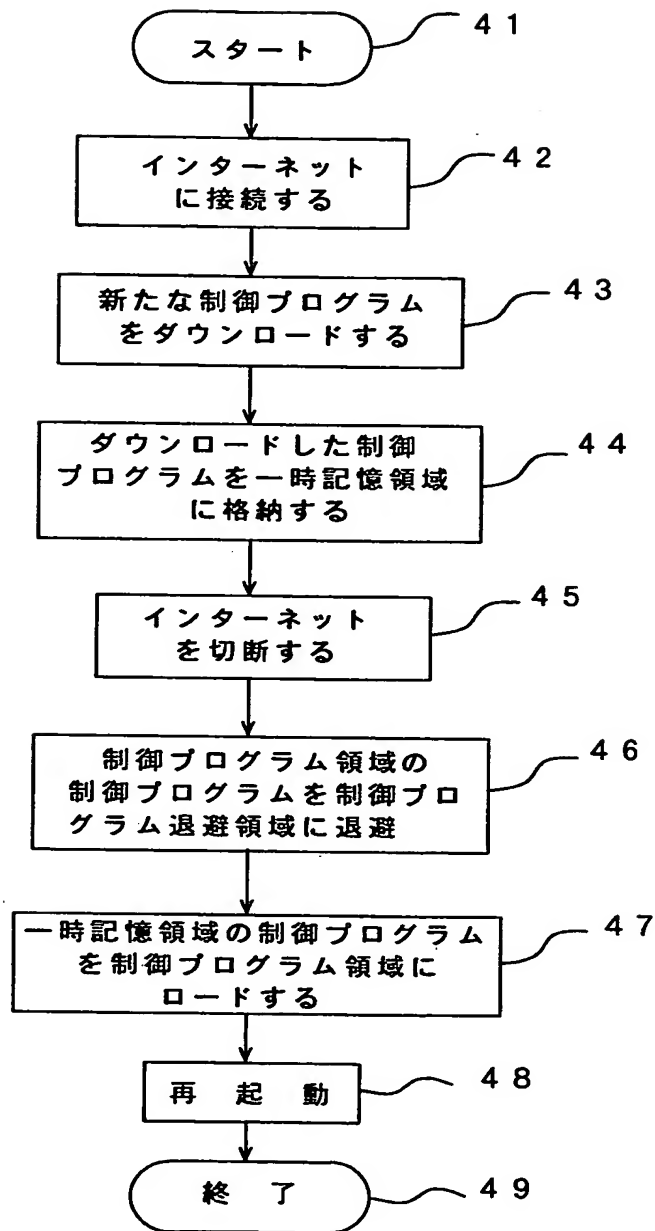 スタート
41
インターネット
に接続する
42
新たな制御プログラム
をダウンロードする
43
ダウンロードした制御
プログラムを一時記憶領域
に格納する
44
インターネット
を切断する
45
制御プログラム領域の
制御プログラムを制御プロ
グラム退避領域に退避
46
一時記憶領域の制御プログラム
を制御プログラム領域に
ロードする
47
再起動
48
終了
49